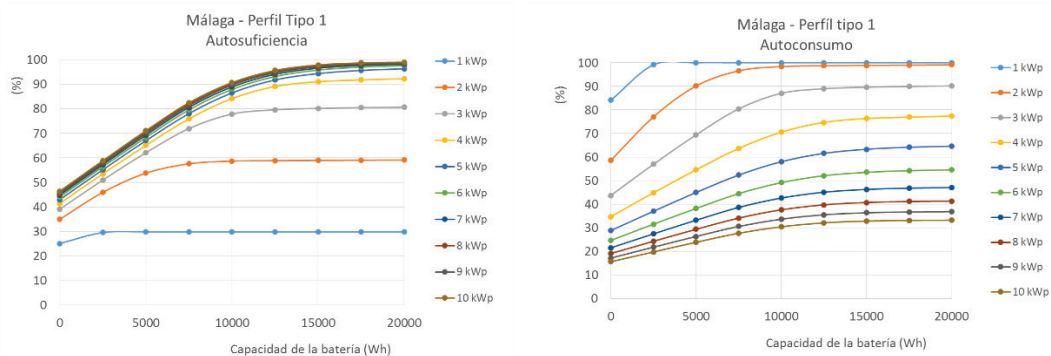 Málaga - Perfil Tipo 1
Autosuficiencia
(%)
100
90
80
70
60
50
40
30
20
10
0
0 5000 10000 15000 20000
Capacidad de la batería (Wh)
1 kWp
2 kWp
3 kWp
4 kWp
5 kWp
6 kWp
7 kWp
8 kWp
9 kWp
10 kWp
Málaga - Perfíl tipo 1
Autoconsumo
(%)
100
90
80
70
60
50
40
30
20
10
0
0 5000 10000 15000 20000
Capacidad de la batería (Wh)
1 kWp
2 kWp
3 kWp
4 kWp
5 kWp
6 kWp
7 kWp
8 kWp
9 kWp
10 kWp